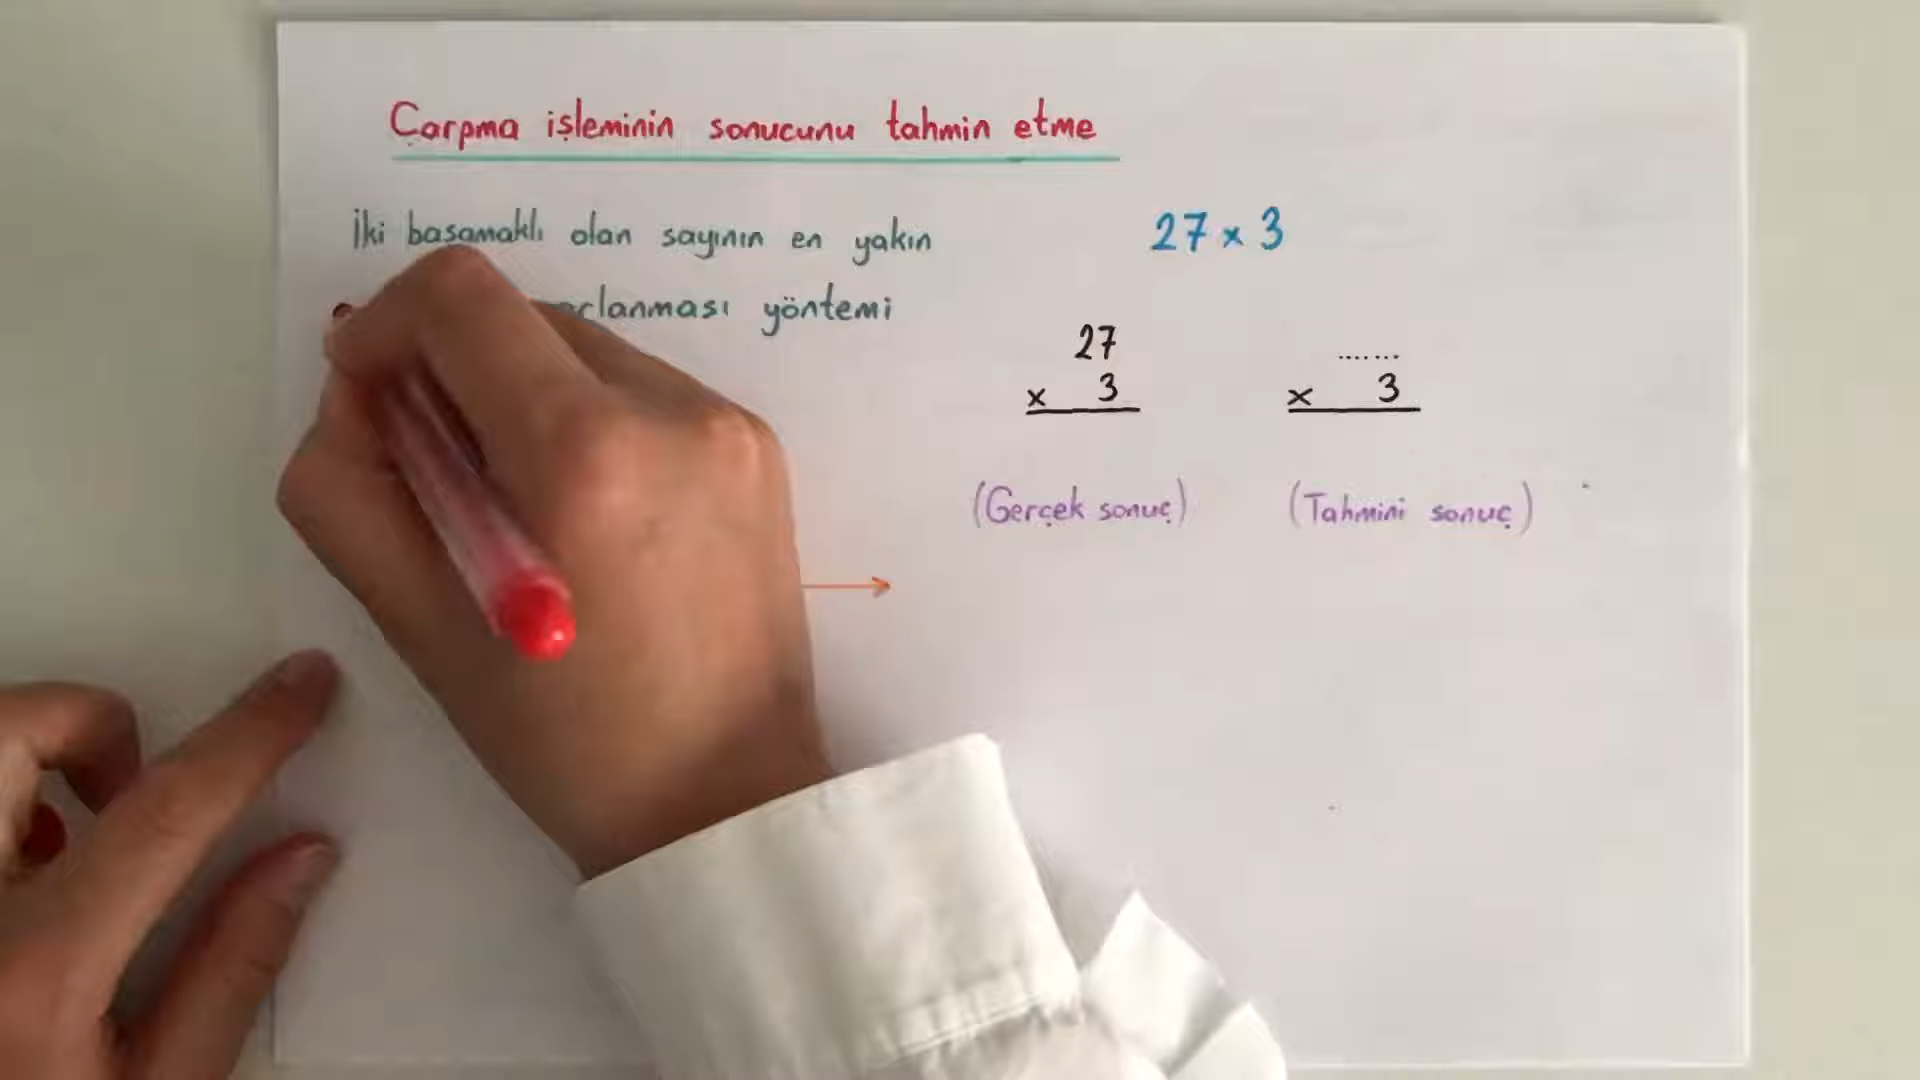 Çarpma işleminin sonucunu tahmin etme
İki basamaklı olan sayının en yakın
yöntemi
27 x 3
27
x 3
.......
x 3
(Gerçek sonuç)
(Tahmini sonuç)